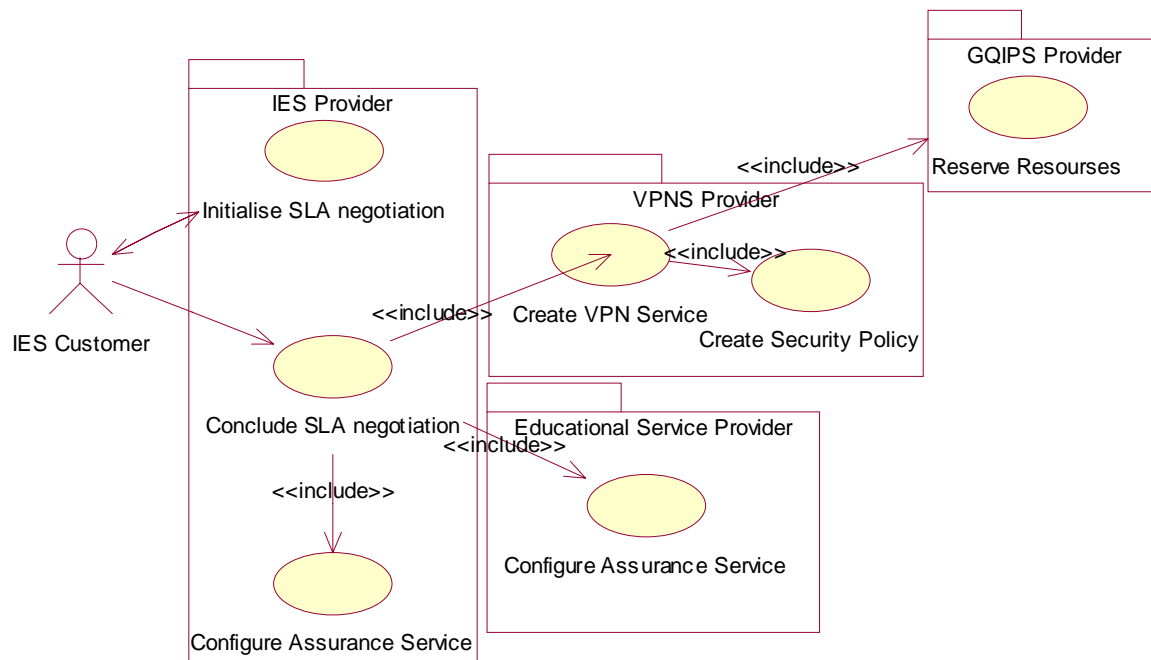 GQIPS Provider
IES Provider
<<include>>
Reserve Resourses
VPNS Provider
Initialise SLA negotiation
<<include>>
<<include>>
Create VPN Service
IES Customer
Create Security Policy
Conclude SLA negotiation
Educational Service Provider
<<include>>
<<include>>
Configure Assurance Service
Configure Assurance Service